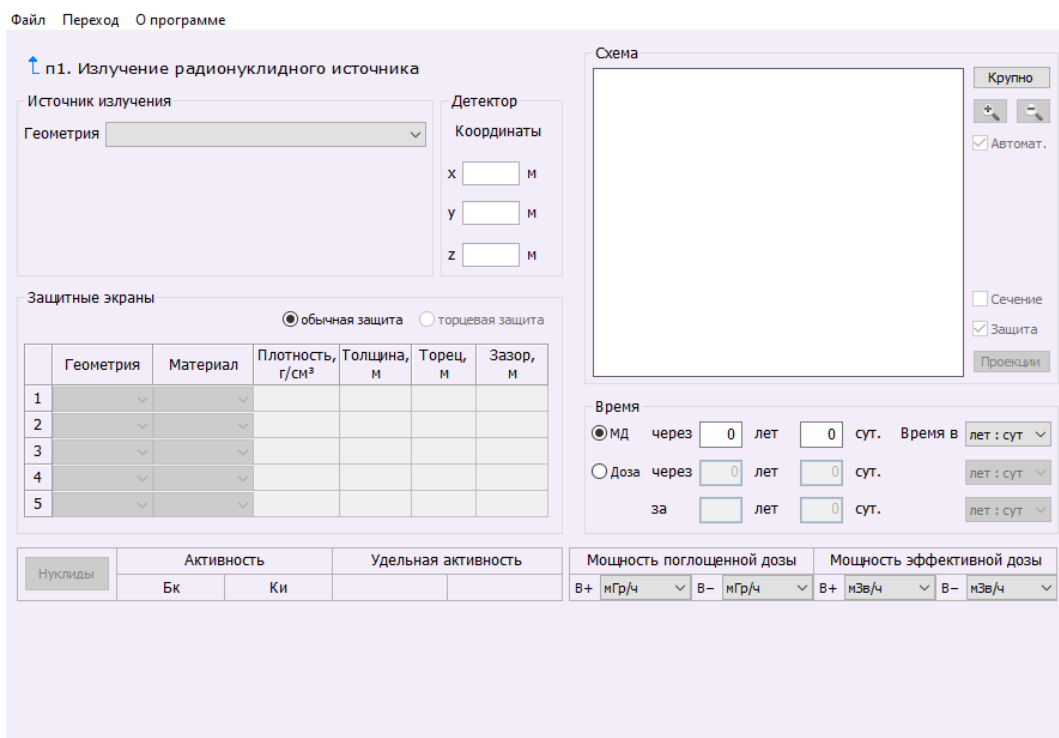 Файл Переход О программе
п1. Излучение радионуклидного источника
Источник излучения
Геометрия
Детектор
Координаты
x м
y м
z м
Схема
Крупно
Автомат.
Сечение
Защита
Проекции
Защитные экраны
обычная защита торцевая защита
Геометрия Материал Плотность, г/см³ Толщина, м Торец, м Зазор, м
1
2
3
4
5
Время
МД через 0 лет 0 сут. Время в лет : сут
Доза через 0 лет 0 сут. лет : сут
за лет 0 сут. лет : сут
Нуклиды Активность Удельная активность Мощность поглощенной дозы Мощность эффективной дозы
Бк Ки В+ мГр/ч В− мГр/ч В+ мЗв/ч В− мЗв/ч